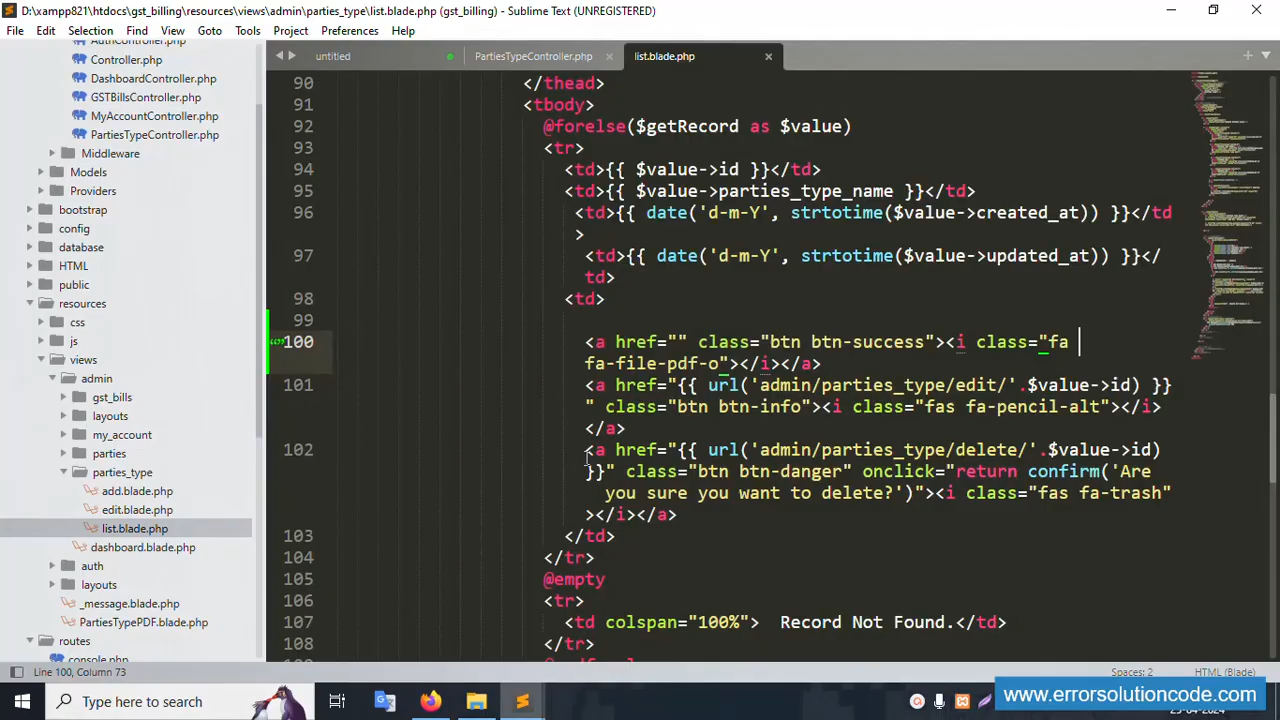 D:\xampp821\htdocs\gst_billing\resources\views\admin\parties_type\list.blade.php (gst_billing) - Sublime Text (UNREGISTERED)
File Edit Selection Find View Goto Tools Project Preferences Help
AuthController.php
Controller.php
DashboardController.php
GSTBillsController.php
MyAccountController.php
PartiesTypeController.php
Middleware
Models
Providers
bootstrap
config
database
HTML
public
resources
css
js
views
admin
gst_bills
layouts
my_account
parties
parties_type
add.blade.php
edit.blade.php
list.blade.php
dashboard.blade.php
auth
layouts
_message.blade.php
PartiesTypePDF.blade.php
routes
console.php
untitled PartiesTypeController.php list.blade.php
90 </thead>
91 <tbody>
92 @forelse($getRecord as $value)
93 <tr>
94 <td>{{ $value->id }}</td>
95 <td>{{ $value->parties_type_name }}</td>
96 <td>{{ date('d-m-Y', strtotime($value->created_at)) }}</td
>
97 <td>{{ date('d-m-Y', strtotime($value->updated_at)) }}</
td>
98 <td>
99
100 <a href="" class="btn btn-success"><i class="fa
fa-file-pdf-o"></i></a>
101 <a href="{{ url('admin/parties_type/edit/'.$value->id) }}
" class="btn btn-info"><i class="fas fa-pencil-alt"></i>
</a>
102 <a href="{{ url('admin/parties_type/delete/'.$value->id)
}}" class="btn btn-danger" onclick="return confirm('Are
you sure you want to delete?')"><i class="fas fa-trash"
></i></a>
103 </td>
104 </tr>
105 @empty
106 <tr>
107 <td colspan="100%"> Record Not Found.</td>
108 </tr>
Line 100, Column 73 Spaces: 2 HTML (Blade)
Type here to search
www.errorsolutioncode.com